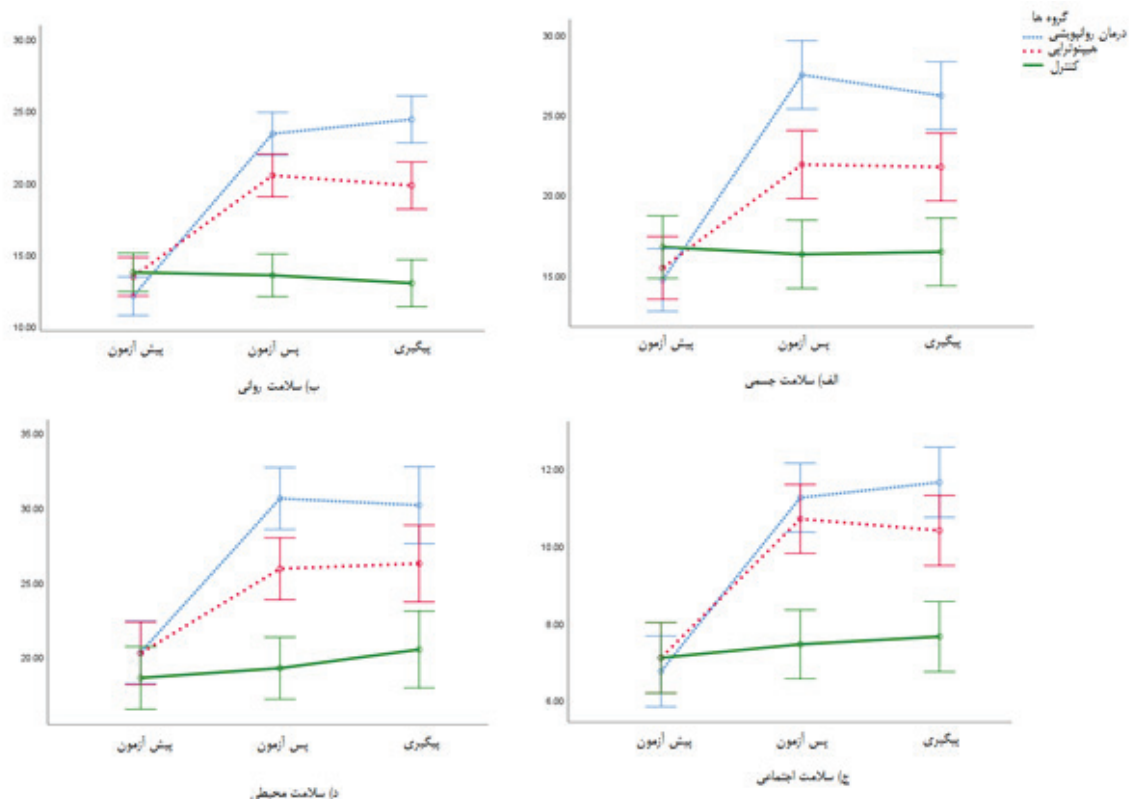 گروه ها
درمان روانپویشی
هیپنوتراپی
کنترل
30.00
25.00
20.00
15.00
پیش آزمون پس آزمون پیگیری
الف) سلامت جسمی
30.00
25.00
20.00
15.00
10.00
پیش آزمون پس آزمون پیگیری
ب) سلامت روانی
12.00
10.00
8.00
6.00
پیش آزمون پس آزمون پیگیری
ج) سلامت اجتماعی
35.00
30.00
25.00
20.00
پیش آزمون پس آزمون پیگیری
د) سلامت محیطی